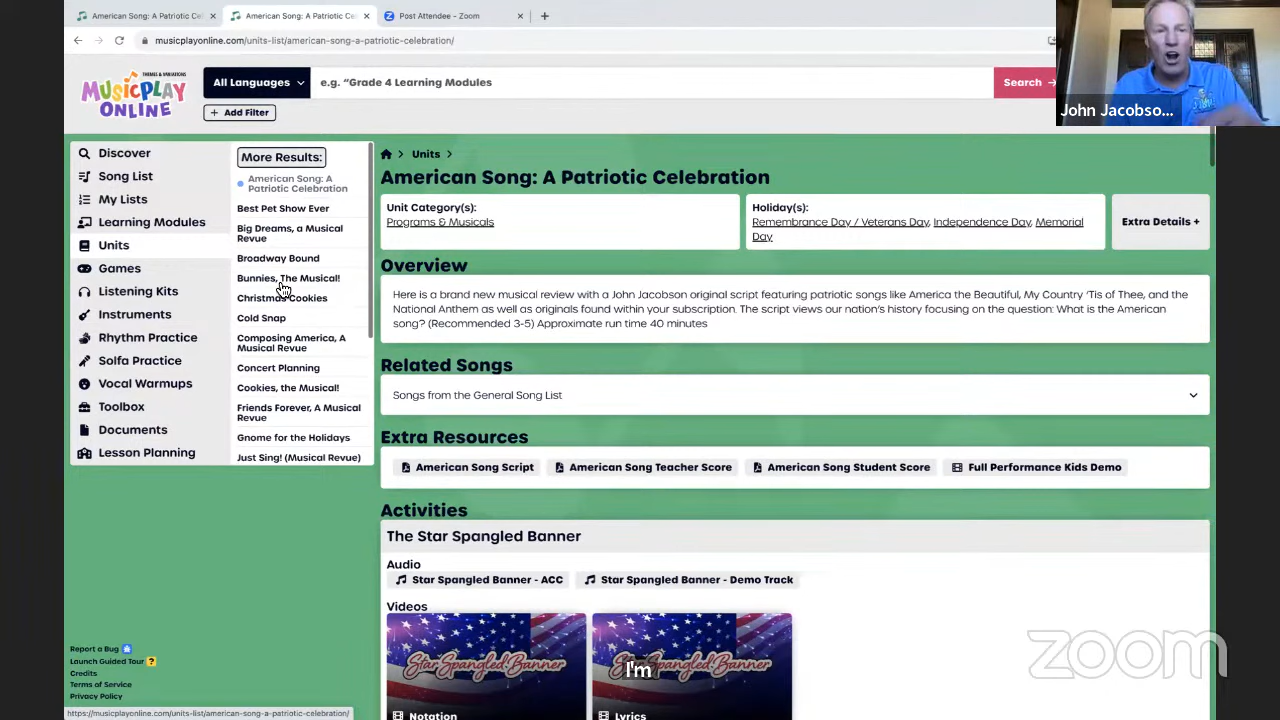 American Song: A Patriotic Cel
American Song: A Patriotic Cel
Post Attendee - Zoom
musicplayonline.com/units-list/american-song-a-patriotic-celebration/
THEMES & VARIATIONS
MUSICPLAY
ONLINE
All Languages
e.g. “Grade 4 Learning Modules
Search →
+ Add Filter
John Jacobso...
Discover
Song List
My Lists
Learning Modules
Units
Games
Listening Kits
Instruments
Rhythm Practice
Solfa Practice
Vocal Warmups
Toolbox
Documents
Lesson Planning
More Results:
American Song: A
Patriotic Celebration
Best Pet Show Ever
Big Dreams, a Musical
Revue
Broadway Bound
Bunnies, The Musical!
Christmas Cookies
Cold Snap
Composing America, A
Musical Revue
Concert Planning
Cookies, the Musical!
Friends Forever, A Musical
Revue
Gnome for the Holidays
Just Sing! (Musical Revue)
Units
American Song: A Patriotic Celebration
Unit Category(s):
Programs & Musicals
Holiday(s):
Remembrance Day / Veterans Day, Independence Day, Memorial
Day
Extra Details +
Overview
Here is a brand new musical review with a John Jacobson original script featuring patriotic songs like America the Beautiful, My Country ‘Tis of Thee, and the
National Anthem as well as originals found within your subscription. The script views our nation’s history focusing on the question: What is the American
song? (Recommended 3-5) Approximate run time 40 minutes
Related Songs
Songs from the General Song List
Extra Resources
American Song Script
American Song Teacher Score
American Song Student Score
Full Performance Kids Demo
Activities
The Star Spangled Banner
Audio
Star Spangled Banner - ACC
Star Spangled Banner - Demo Track
Videos
Star Spangled Banner
Star Spangled Banner
Notation
Lyrics
I'm
zoom
Report a Bug
Launch Guided Tour ?
Credits
Terms of Service
Privacy Policy
https://musicplayonline.com/units-list/american-song-a-patriotic-celebration/